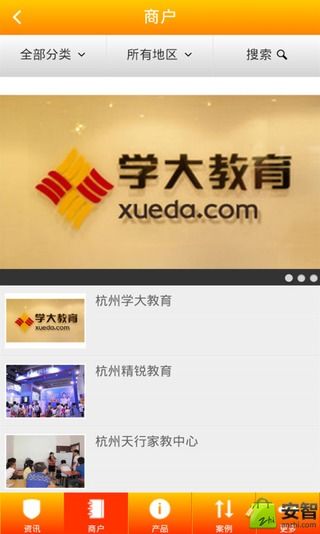 商户
全部分类
所有地区
搜索
学大教育
xueda.com
学大教育
xueda.com
杭州学大教育
杭州精锐教育
杭州天行家教中心
资讯
商户
产品
案例
更多
zhi
安智
anzhi.com